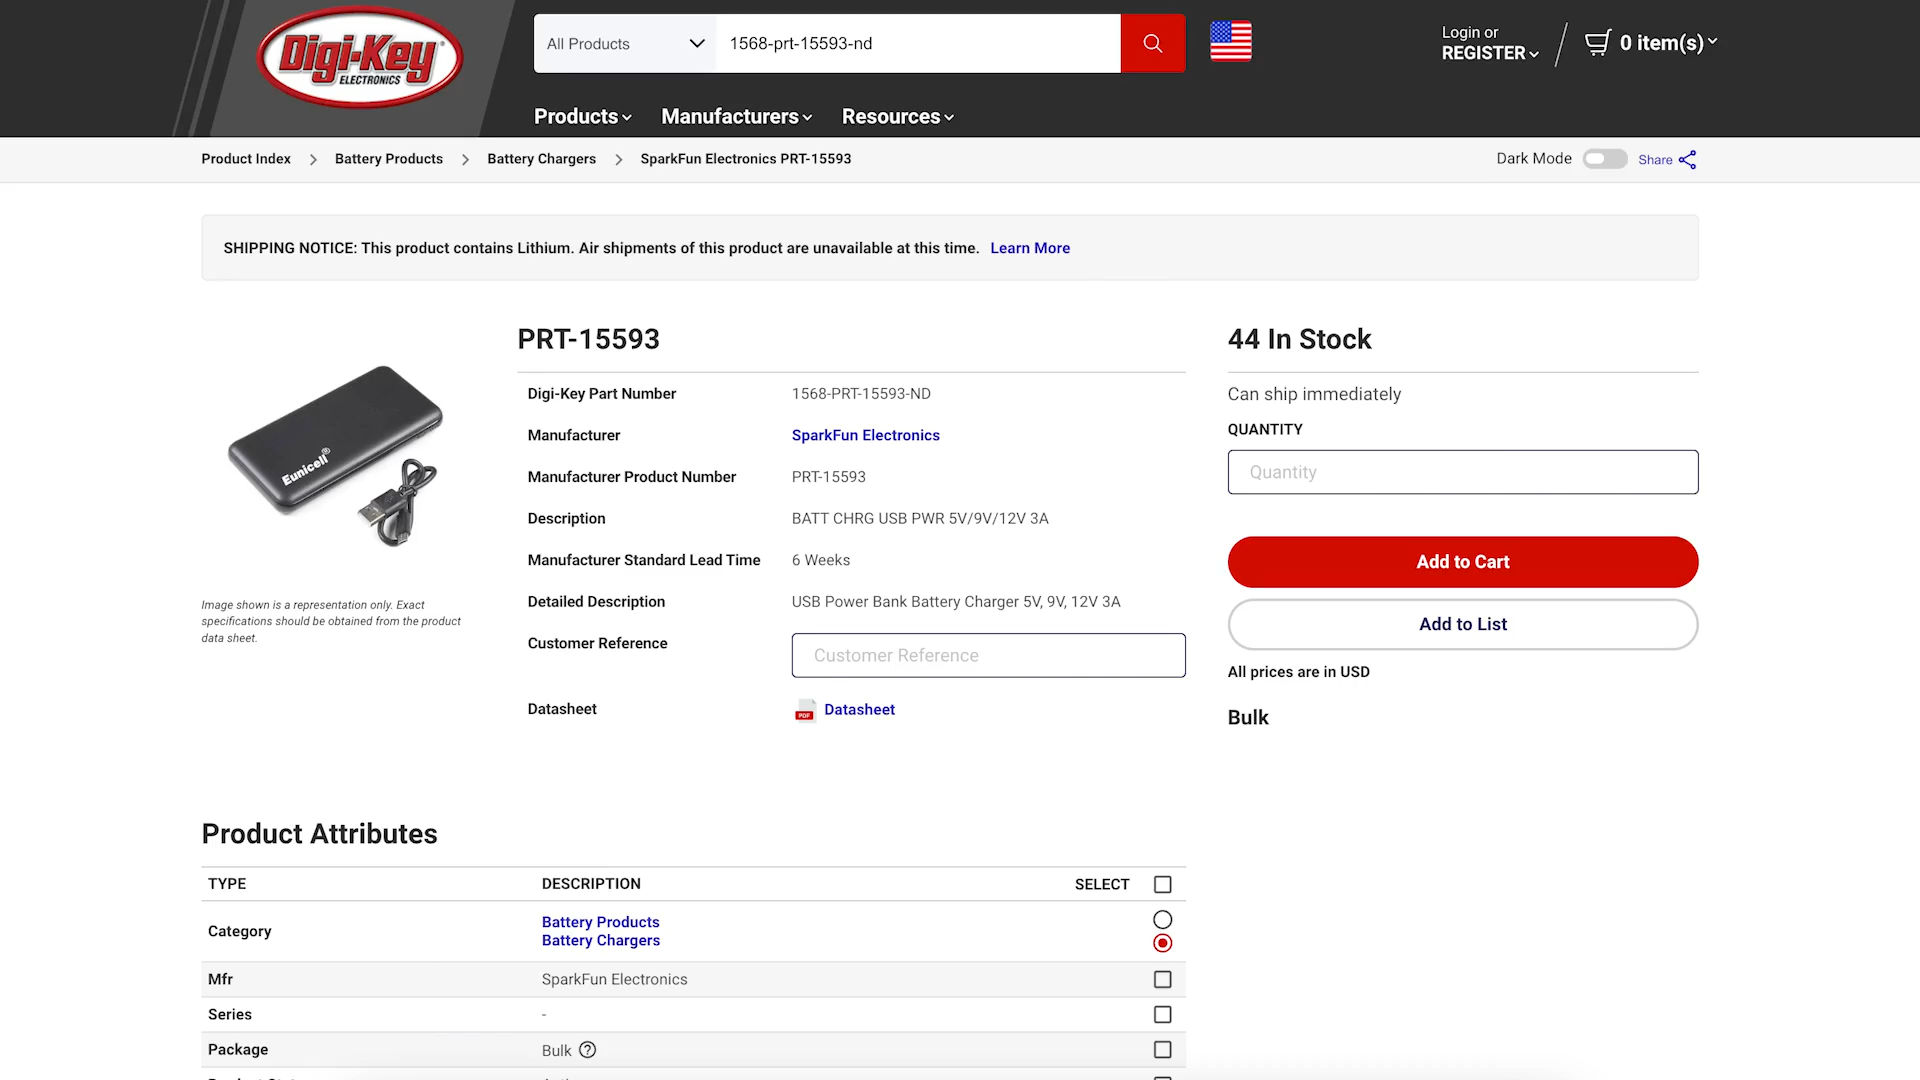 Digi-Key
ELECTRONICS
All Products
1568-prt-15593-nd
Login or
REGISTER
0 item(s)
Products
Manufacturers
Resources
Product Index
Battery Products
Battery Chargers
SparkFun Electronics PRT-15593
Dark Mode
Share
SHIPPING NOTICE: This product contains Lithium. Air shipments of this product are unavailable at this time. Learn More
Eunicell®
Image shown is a representation only. Exact
specifications should be obtained from the product
data sheet.
PRT-15593
Digi-Key Part Number 1568-PRT-15593-ND
Manufacturer SparkFun Electronics
Manufacturer Product Number PRT-15593
Description BATT CHRG USB PWR 5V/9V/12V 3A
Manufacturer Standard Lead Time 6 Weeks
Detailed Description USB Power Bank Battery Charger 5V, 9V, 12V 3A
Customer Reference Customer Reference
Datasheet PDF Datasheet
44 In Stock
Can ship immediately
QUANTITY
Quantity
Add to Cart
Add to List
All prices are in USD
Bulk
Product Attributes
TYPE DESCRIPTION SELECT
Category Battery Products
Battery Chargers
Mfr SparkFun Electronics
Series -
Package Bulk ?